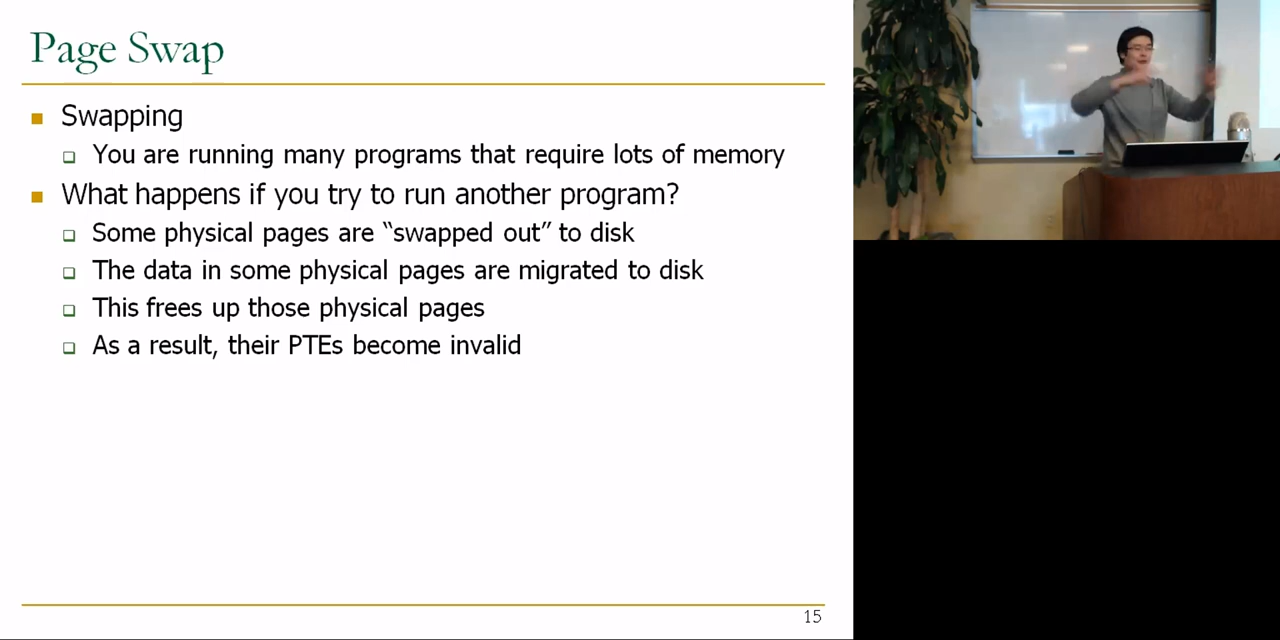 Page Swap
Swapping
You are running many programs that require lots of memory
What happens if you try to run another program?
Some physical pages are “swapped out” to disk
The data in some physical pages are migrated to disk
This frees up those physical pages
As a result, their PTEs become invalid
15